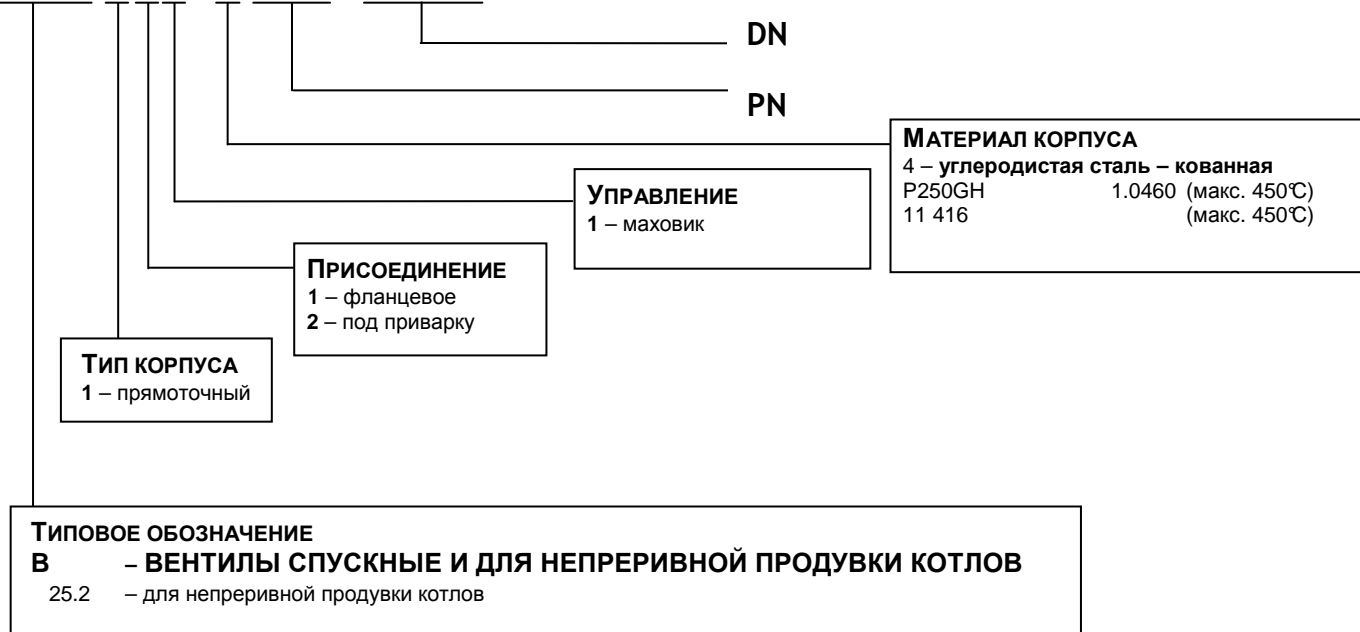 DN
PN
МАТЕРИАЛ КОРПУСА
4 – углеродистая сталь – кованная
P250GH 1.0460 (макс. 450°C)
11 416 (макс. 450°C)
УПРАВЛЕНИЕ
1 – маховик
ПРИСОЕДИНЕНИЕ
1 – фланцевое
2 – под приварку
ТИП КОРПУСА
1 – прямоточный
ТИПОВОЕ ОБОЗНАЧЕНИЕ
В – ВЕНТИЛЫ СПУСКНЫЕ И ДЛЯ НЕПРЕРИВНОЙ ПРОДУВКИ КОТЛОВ
25.2 – для непреривной продувки котлов